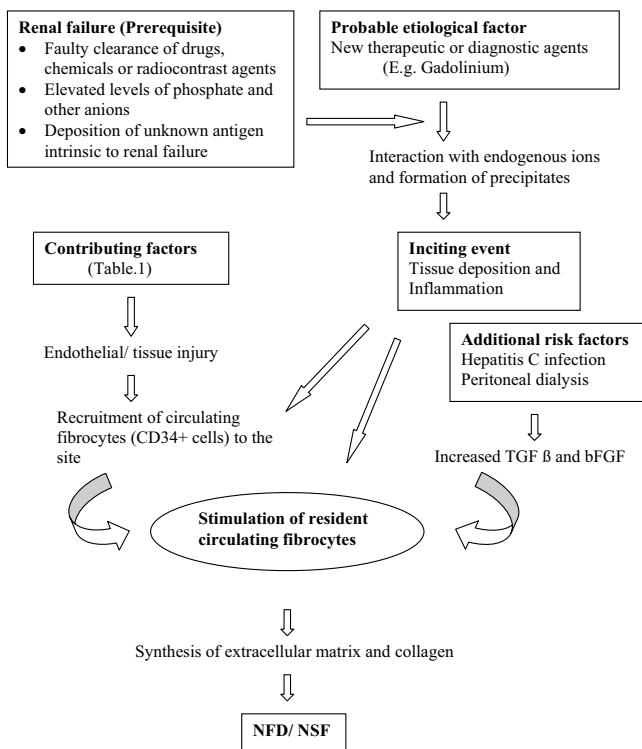 Renal failure (Prerequisite)
• Faulty clearance of drugs,
chemicals or radiocontrast agents
• Elevated levels of phosphate and
other anions
• Deposition of unknown antigen
intrinsic to renal failure
Probable etiological factor
New therapeutic or diagnostic agents
(E.g. Gadolinium)
Interaction with endogenous ions
and formation of precipitates
Contributing factors
(Table.1)
Inciting event
Tissue deposition and
Inflammation
Endothelial/ tissue injury
Additional risk factors
Hepatitis C infection
Peritoneal dialysis
Recruitment of circulating
fibrocytes (CD34+ cells) to the
site
Increased TGF ß and bFGF
Stimulation of resident
circulating fibrocytes
Synthesis of extracellular matrix and collagen
NFD/ NSF